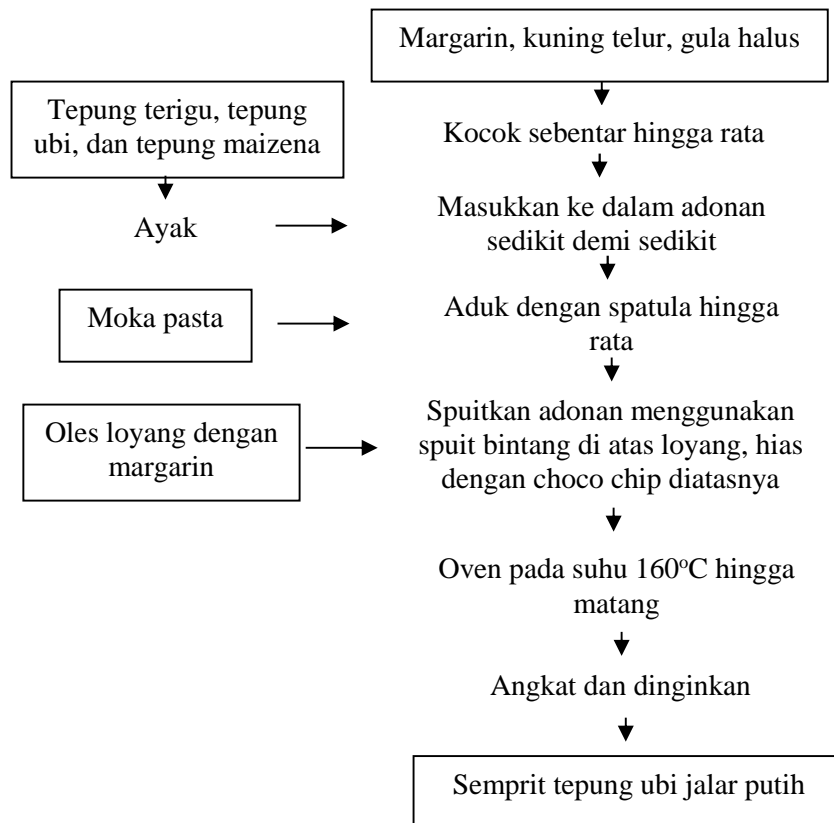 Margarin, kuning telur, gula halus
Tepung terigu, tepung
ubi, dan tepung maizena
Kocok sebentar hingga rata
Ayak
Masukkan ke dalam adonan
sedikit demi sedikit
Moka pasta
Aduk dengan spatula hingga
rata
Oles loyang dengan
margarin
Spuitkan adonan menggunakan
spuit bintang di atas loyang, hias
dengan choco chip diatasnya
Oven pada suhu 160°C hingga
matang
Angkat dan dinginkan
Semprit tepung ubi jalar putih